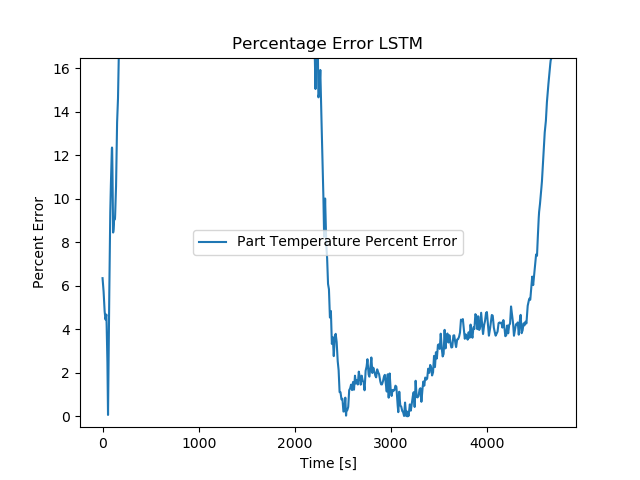 Percentage Error LSTM
16
14
12
10
8
6
4
2
0
Percent Error
Part Temperature Percent Error
0 1000 2000 3000 4000
Time [s]